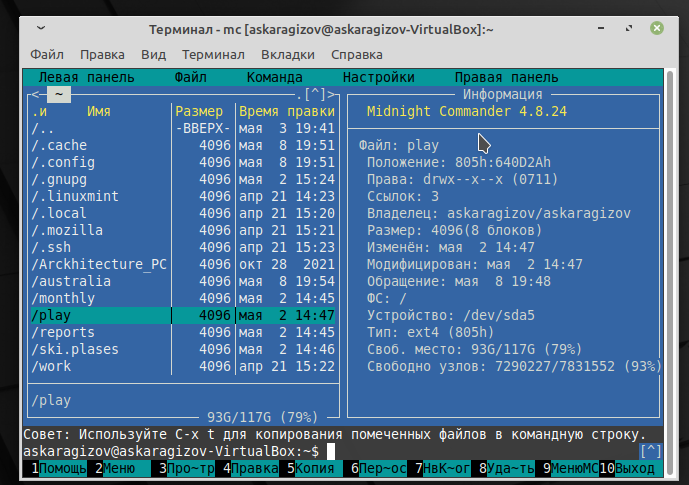 Терминал - mc [askaragizov@askaragizov-VirtualBox]:~
Файл Правка Вид Терминал Вкладки Справка
Левая панель Файл Команда Настройки Правая панель
<─ ~ .[^]>
.и Имя Размер Время правки
/.. -ВВЕРХ- мая 3 19:41
/.cache 4096 мая 8 19:51
/.config 4096 мая 8 19:51
/.gnupg 4096 мая 2 15:24
/.linuxmint 4096 апр 21 14:23
/.local 4096 апр 21 15:20
/.mozilla 4096 апр 21 15:21
/.ssh 4096 апр 21 15:23
/Arckhitecture_PC 4096 окт 28 2021
/australia 4096 мая 8 19:54
/monthly 4096 мая 2 14:45
/play 4096 мая 2 14:47
/reports 4096 мая 2 14:45
/ski.plases 4096 мая 2 14:46
/work 4096 апр 21 15:22
/play
93G/117G (79%)
Информация
Midnight Commander 4.8.24
Файл: play
Положение: 805h:640D2Ah
Права: drwx--x--x (0711)
Ссылок: 3
Владелец: askaragizov/askaragizov
Размер: 4096(8 блоков)
Изменён: мая 2 14:47
Модифицирован: мая 2 14:47
Обращение: мая 8 19:48
ФС: /
Устройство: /dev/sda5
Тип: ext4 (805h)
Своб. место: 93G/117G (79%)
Свободно узлов: 7290227/7831552 (93%)
Совет: Используйте C-x t для копирования помеченных файлов в командную строку.
askaragizov@askaragizov-VirtualBox:~$ [^]
1Помощь 2Меню 3Про~тр 4Правка 5Копия 6Пер~ос 7НвК~ог 8Уда~ть 9МенюMC 10Выход